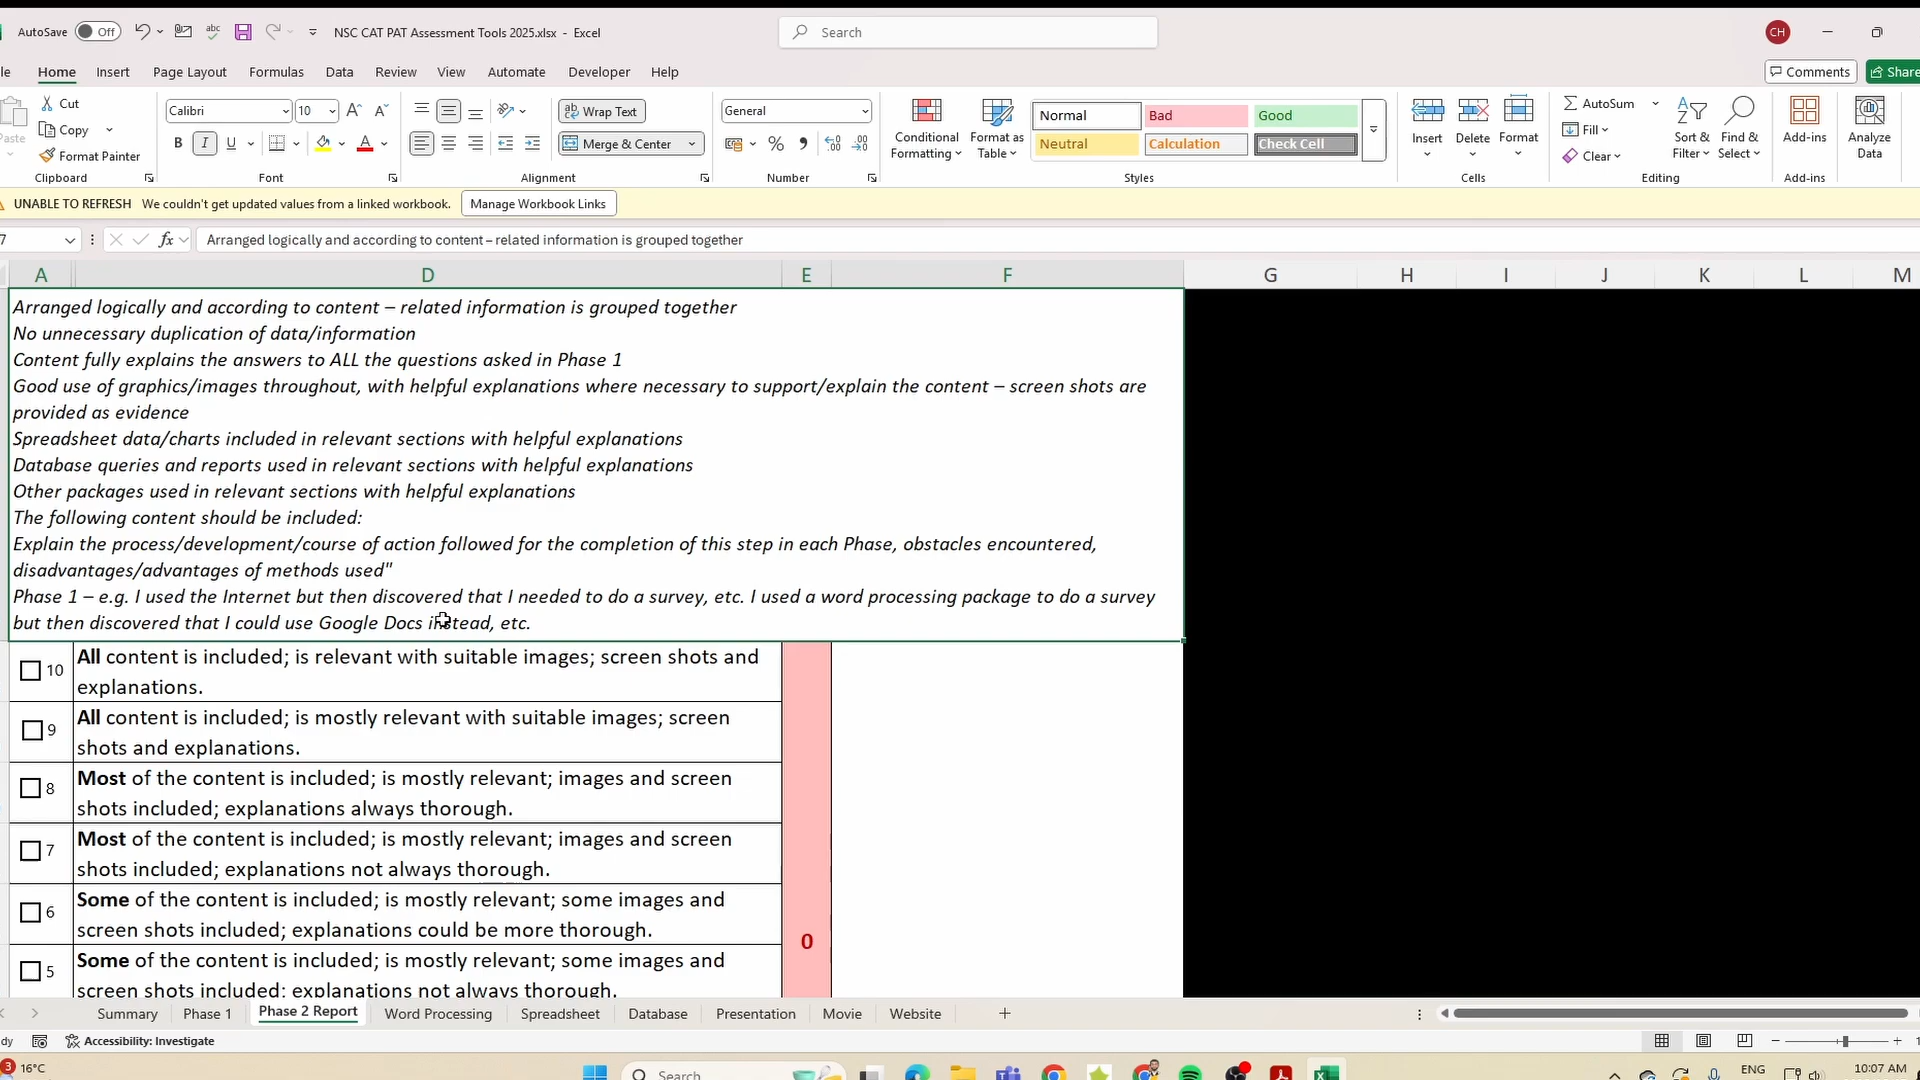 AutoSave Off NSC CAT PAT Assessment Tools 2025.xlsx - Excel Search CH
Home Insert Page Layout Formulas Data Review View Automate Developer Help Comments Share
Cut
Copy
Format Painter
Clipboard
Calibri 10
B I U
Font
Wrap Text
Merge & Center
Alignment
General
Number
Conditional Formatting
Format as Table
Normal Bad Good
Neutral Calculation Check Cell
Styles
Insert Delete Format
Cells
AutoSum
Fill
Clear
Sort & Filter
Find & Select
Editing
Add-ins
Add-ins
Analyze Data
UNABLE TO REFRESH We couldn't get updated values from a linked workbook. Manage Workbook Links
7 fx Arranged logically and according to content – related information is grouped together
A D E F G H I J K L M
Arranged logically and according to content – related information is grouped together
No unnecessary duplication of data/information
Content fully explains the answers to ALL the questions asked in Phase 1
Good use of graphics/images throughout, with helpful explanations where necessary to support/explain the content – screen shots are
provided as evidence
Spreadsheet data/charts included in relevant sections with helpful explanations
Database queries and reports used in relevant sections with helpful explanations
Other packages used in relevant sections with helpful explanations
The following content should be included:
Explain the process/development/course of action followed for the completion of this step in each Phase, obstacles encountered,
disadvantages/advantages of methods used"
Phase 1 – e.g. I used the Internet but then discovered that I needed to do a survey, etc. I used a word processing package to do a survey
but then discovered that I could use Google Docs instead, etc.
10 All content is included; is relevant with suitable images; screen shots and
explanations.
9 All content is included; is mostly relevant with suitable images; screen
shots and explanations.
8 Most of the content is included; is mostly relevant; images and screen
shots included; explanations always thorough.
7 Most of the content is included; is mostly relevant; images and screen
shots included; explanations not always thorough.
6 Some of the content is included; is mostly relevant; some images and
screen shots included; explanations could be more thorough.
0
5 Some of the content is included; is mostly relevant; some images and
screen shots included; explanations not always thorough.
Summary Phase 1 Phase 2 Report Word Processing Spreadsheet Database Presentation Movie Website
Accessibility: Investigate
3 16°C Search ENG 10:07 AM